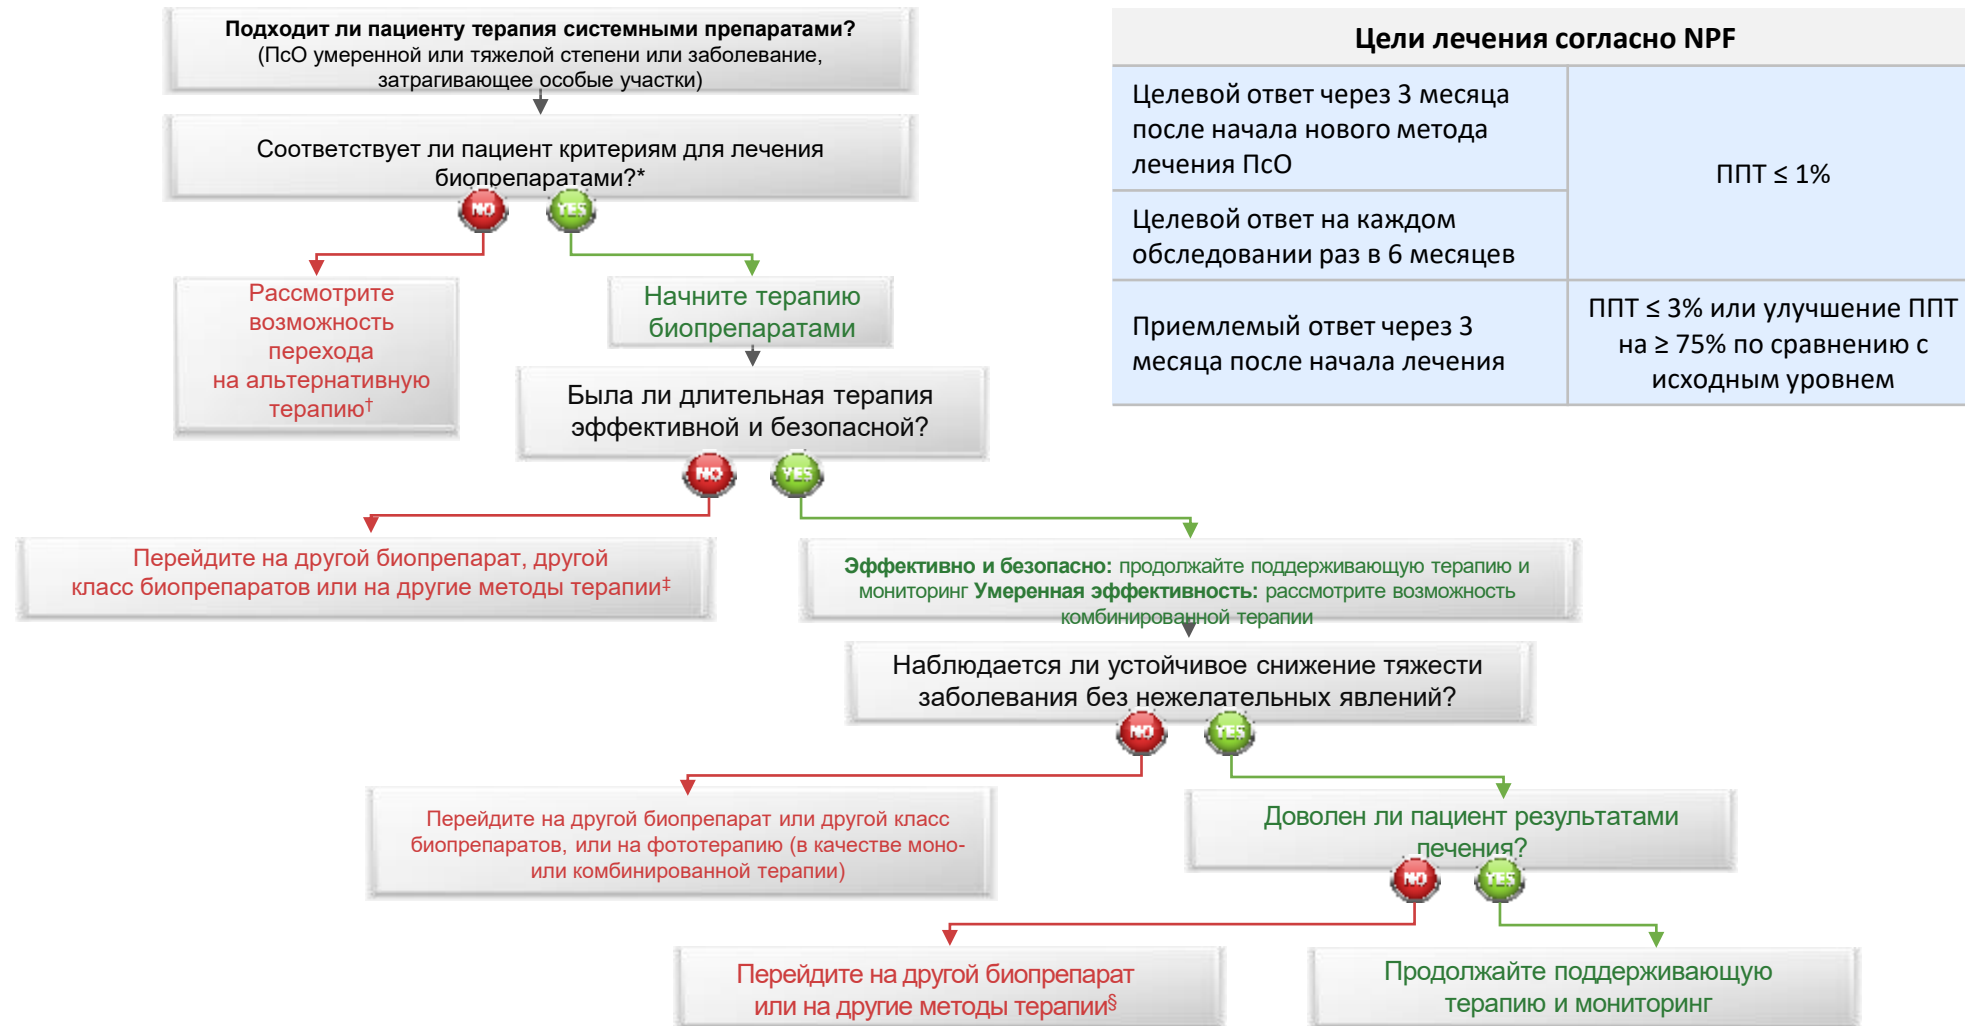 Подходит ли пациенту терапия системными препаратами?
(ПсО умеренной или тяжелой степени или заболевание,
затрагивающее особые участки)
Соответствует ли пациент критериям для лечения
биопрепаратами?*
NO YES
Рассмотрите
возможность
перехода
на альтернативную
терапию†
Начните терапию
биопрепаратами
Была ли длительная терапия
эффективной и безопасной?
NO YES
Перейдите на другой биопрепарат, другой
класс биопрепаратов или на другие методы терапии‡
Эффективно и безопасно: продолжайте поддерживающую терапию и
мониторинг Умеренная эффективность: рассмотрите возможность
комбинированной терапии
Наблюдается ли устойчивое снижение тяжести
заболевания без нежелательных явлений?
NO YES
Перейдите на другой биопрепарат или другой класс
биопрепаратов, или на фототерапию (в качестве моно-
или комбинированной терапии)
Доволен ли пациент результатами
лечения?
NO YES
Перейдите на другой биопрепарат
или на другие методы терапии§
Продолжайте поддерживающую
терапию и мониторинг
Цели лечения согласно NPF
Целевой ответ через 3 месяца
после начала нового метода
лечения ПсО
ППТ ≤ 1%
Целевой ответ на каждом
обследовании раз в 6 месяцев
Приемлемый ответ через 3
месяца после начала лечения
ППТ ≤ 3% или улучшение ППТ
на ≥ 75% по сравнению с
исходным уровнем